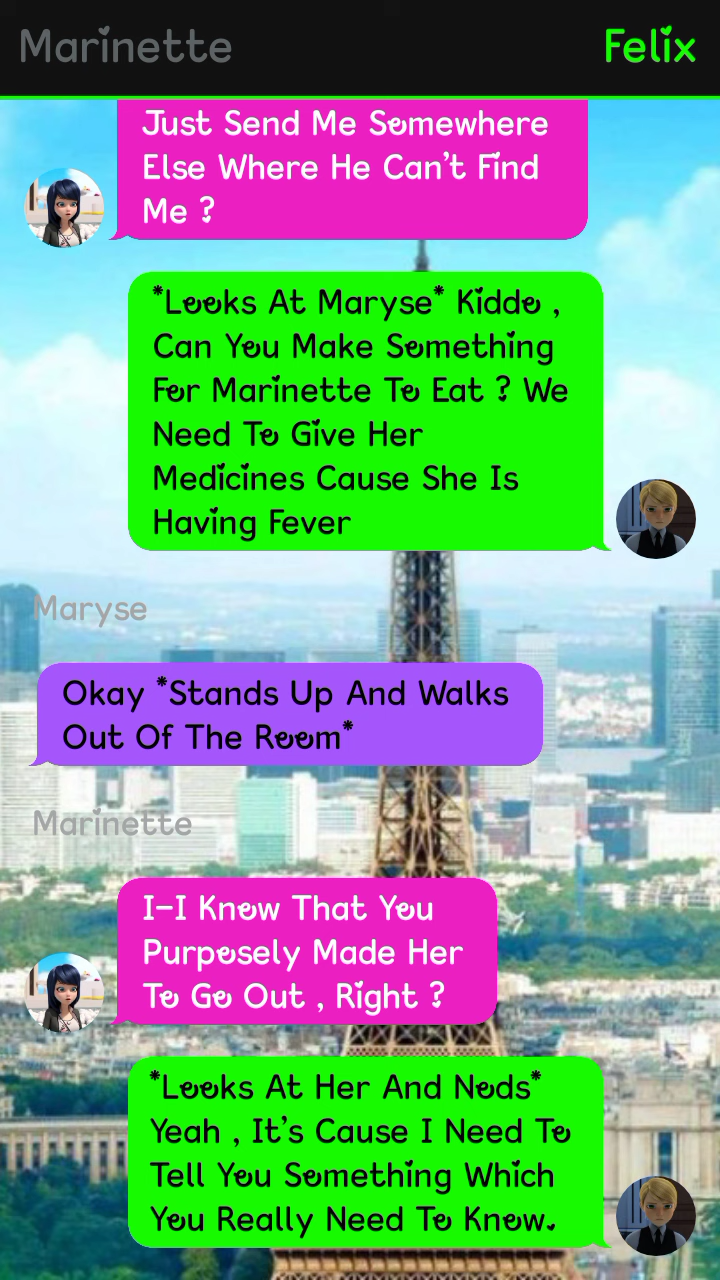 Marinette Felix
Just Send Me Somewhere
Else Where He Can't Find
Me ?
*Looks At Maryse* Kiddo ,
Can You Make Something
For Marinette To Eat ? We
Need To Give Her
Medicines Cause She Is
Having Fever
Maryse
Okay *Stands Up And Walks
Out Of The Room*
Marinette
I-I Know That You
Purposely Made Her
To Go Out , Right ?
*Looks At Her And Nods*
Yeah , It's Cause I Need To
Tell You Something Which
You Really Need To Know.